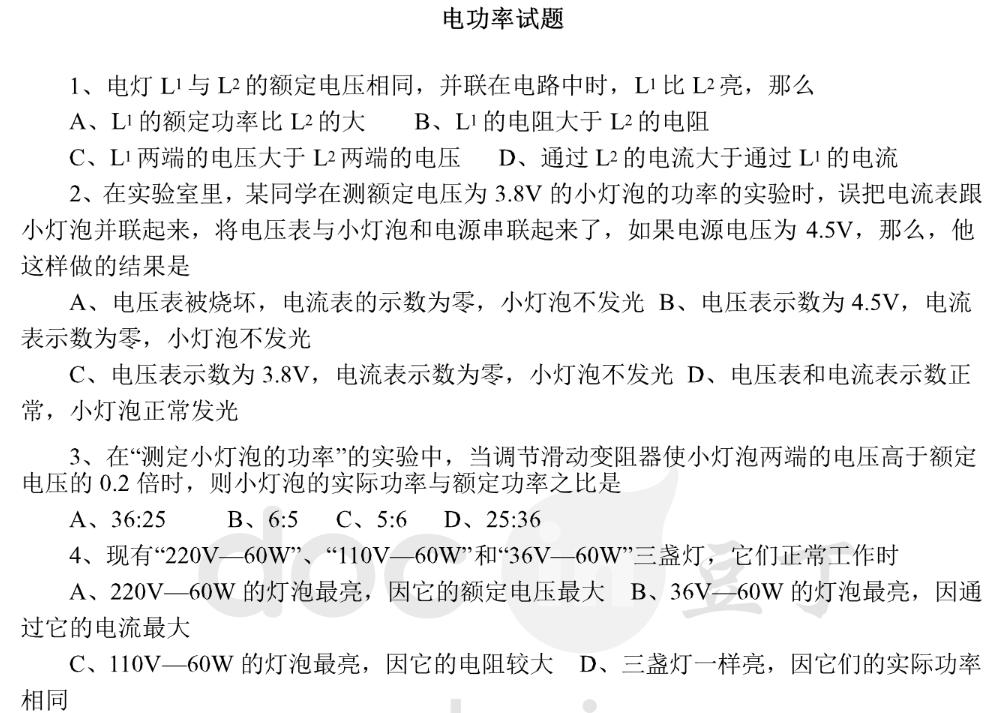 电功率试题
1、电灯 L1 与 L2 的额定电压相同，并联在电路中时，L1 比 L2 亮，那么
A、L1 的额定功率比 L2 的大 B、L1 的电阻大于 L2 的电阻
C、L1 两端的电压大于 L2 两端的电压 D、通过 L2 的电流大于通过 L1 的电流
2、在实验室里，某同学在测额定电压为 3.8V 的小灯泡的功率的实验时，误把电流表跟
小灯泡并联起来，将电压表与小灯泡和电源串联起来了，如果电源电压为 4.5V，那么，他
这样做的结果是
A、电压表被烧坏，电流表的示数为零，小灯泡不发光 B、电压表示数为 4.5V，电流
表示数为零，小灯泡不发光
C、电压表示数为 3.8V，电流表示数为零，小灯泡不发光 D、电压表和电流表示数正
常，小灯泡正常发光
3、在“测定小灯泡的功率”的实验中，当调节滑动变阻器使小灯泡两端的电压高于额定
电压的 0.2 倍时，则小灯泡的实际功率与额定功率之比是
A、36:25 B、6:5 C、5:6 D、25:36
4、现有“220V—60W”、“110V—60W”和“36V—60W”三盏灯，它们正常工作时
A、220V—60W 的灯泡最亮，因它的额定电压最大 B、36V—60W 的灯泡最亮，因通
过它的电流最大
C、110V—60W 的灯泡最亮，因它的电阻较大 D、三盏灯一样亮，因它们的实际功率
相同
docin 豆丁